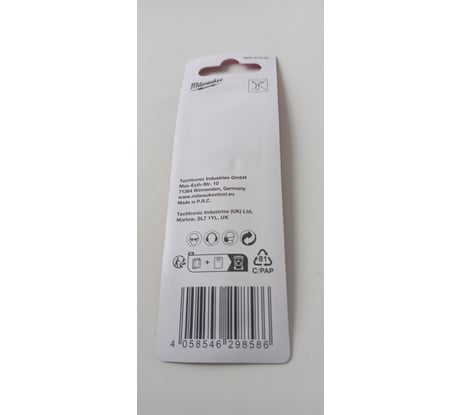 Milwaukee
Techtronic Industries GmbH
Max-Eyth-Str. 10
71364 Winnenden, Germany
www.milwaukeetool.eu
Made in P.R.C.
Techtronic Industries (UK) Ltd,
Marlow, SL7 1YL, UK
+
81
C/PAP
4 058546 298586